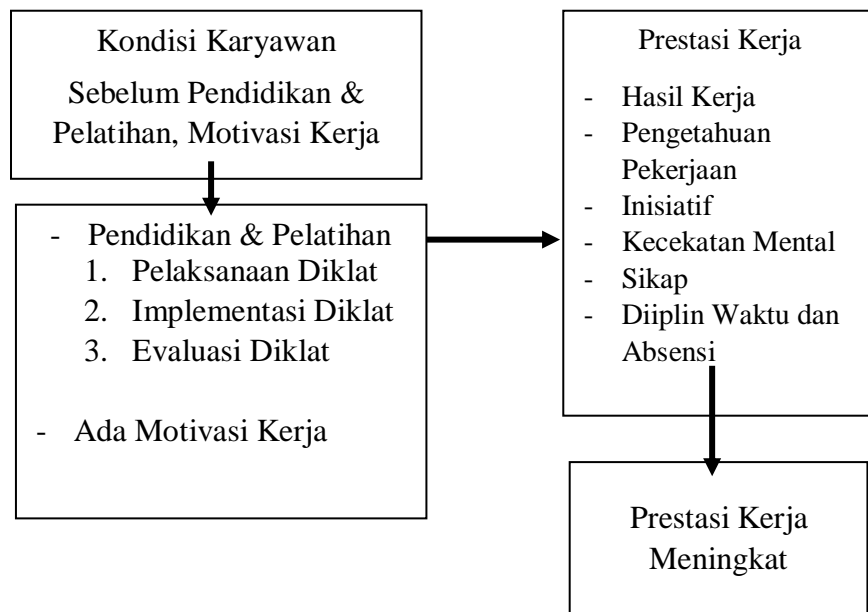 Kondisi Karyawan
Sebelum Pendidikan &
Pelatihan, Motivasi Kerja
- Pendidikan & Pelatihan
1. Pelaksanaan Diklat
2. Implementasi Diklat
3. Evaluasi Diklat
- Ada Motivasi Kerja
Prestasi Kerja
- Hasil Kerja
- Pengetahuan
Pekerjaan
- Inisiatif
- Kecekatan Mental
- Sikap
- Diiplin Waktu dan
Absensi
Prestasi Kerja
Meningkat